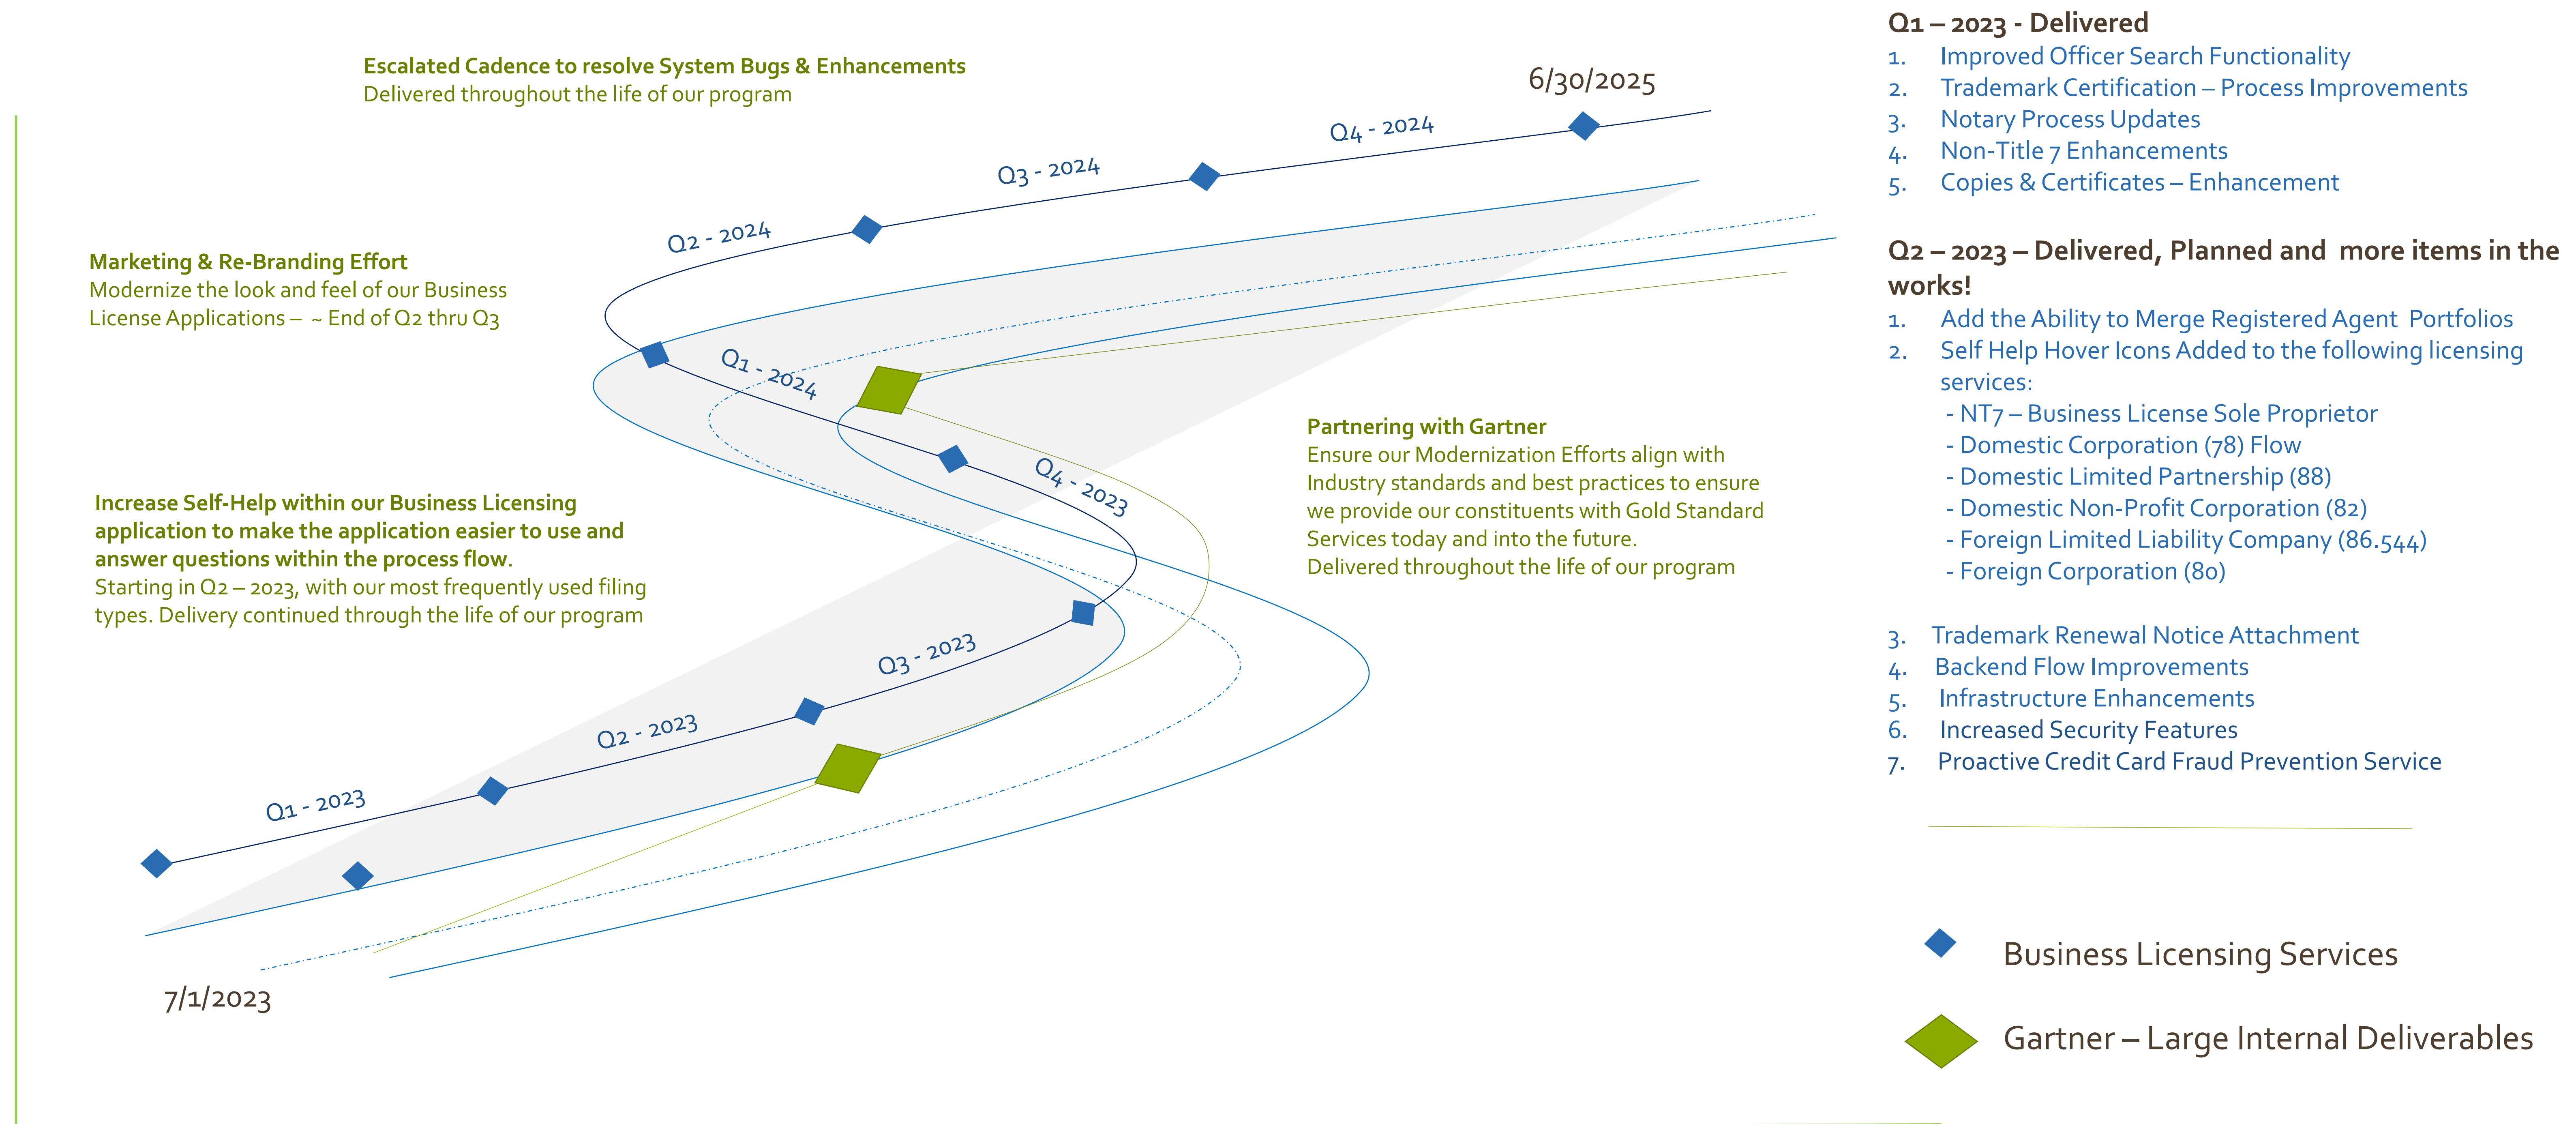 Escalated Cadence to resolve System Bugs & Enhancements
Delivered throughout the life of our program
6/30/2025
Q4 - 2024
Q3 - 2024
Q2 - 2024
Marketing & Re-Branding Effort
Modernize the look and feel of our Business
License Applications – ~ End of Q2 thru Q3
Q1 - 2024
Partnering with Gartner
Ensure our Modernization Efforts align with
Industry standards and best practices to ensure
we provide our constituents with Gold Standard
Services today and into the future.
Delivered throughout the life of our program
Q4 - 2023
Increase Self-Help within our Business Licensing
application to make the application easier to use and
answer questions within the process flow.
Starting in Q2 – 2023, with our most frequently used filing
types. Delivery continued through the life of our program
Q3 - 2023
Q2 - 2023
Q1 - 2023
7/1/2023
Q1 – 2023 - Delivered
1. Improved Officer Search Functionality
2. Trademark Certification – Process Improvements
3. Notary Process Updates
4. Non-Title 7 Enhancements
5. Copies & Certificates – Enhancement
Q2 – 2023 – Delivered, Planned and more items in the
works!
1. Add the Ability to Merge Registered Agent Portfolios
2. Self Help Hover Icons Added to the following licensing
services:
- NT7 – Business License Sole Proprietor
- Domestic Corporation (78) Flow
- Domestic Limited Partnership (88)
- Domestic Non-Profit Corporation (82)
- Foreign Limited Liability Company (86.544)
- Foreign Corporation (80)
3. Trademark Renewal Notice Attachment
4. Backend Flow Improvements
5. Infrastructure Enhancements
6. Increased Security Features
7. Proactive Credit Card Fraud Prevention Service
Business Licensing Services
Gartner – Large Internal Deliverables